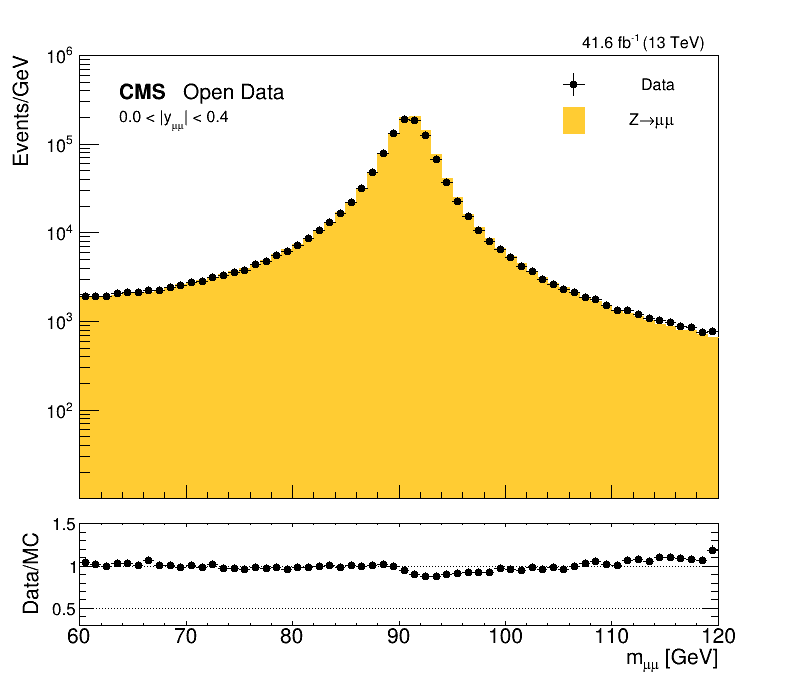 41.6 fb⁻¹ (13 TeV)
Events/GeV
10⁶
10⁵
10⁴
10³
10²
CMS Open Data
0.0 < |y_μμ| < 0.4
Data
Z→μμ
Data/MC
1.5
1
0.5
60 70 80 90 100 110 120
m_μμ [GeV]